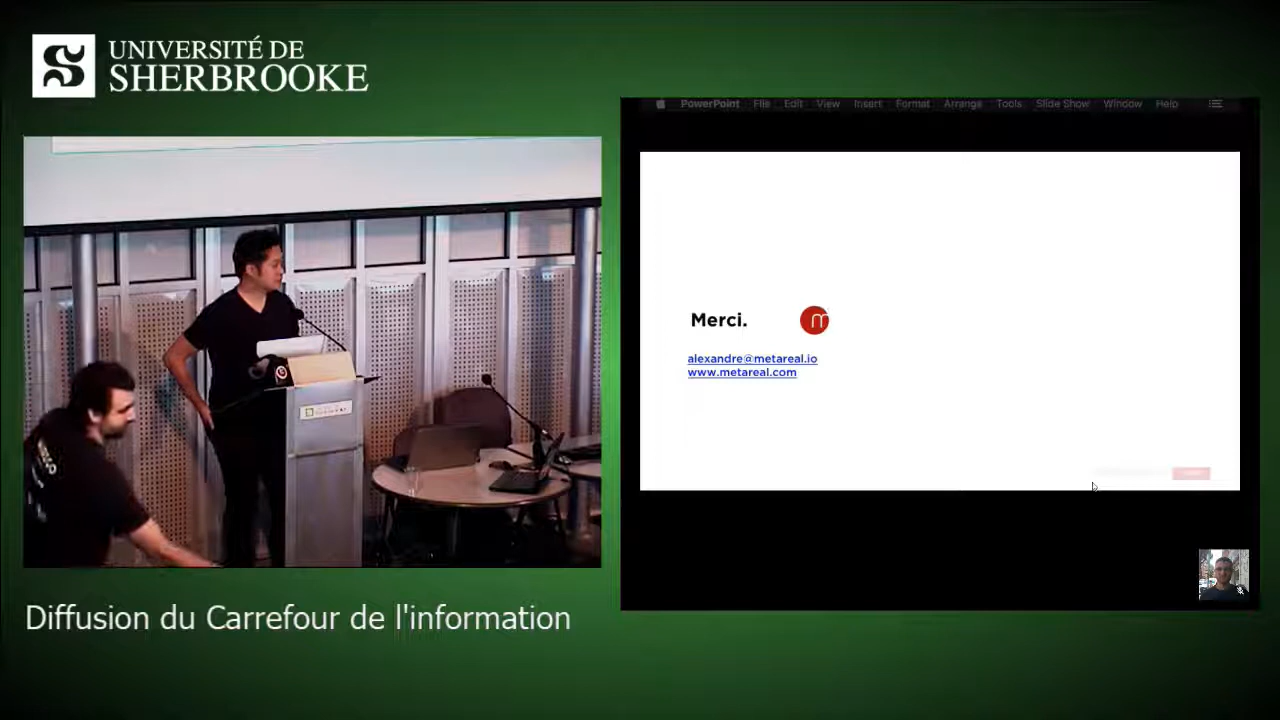 UNIVERSITÉ DE
SHERBROOKE
PowerPoint File Edit View Insert Format Arrange Tools Slide Show Window Help
Merci.
m
alexandre@metareal.io
www.metareal.com
Diffusion du Carrefour de l'information